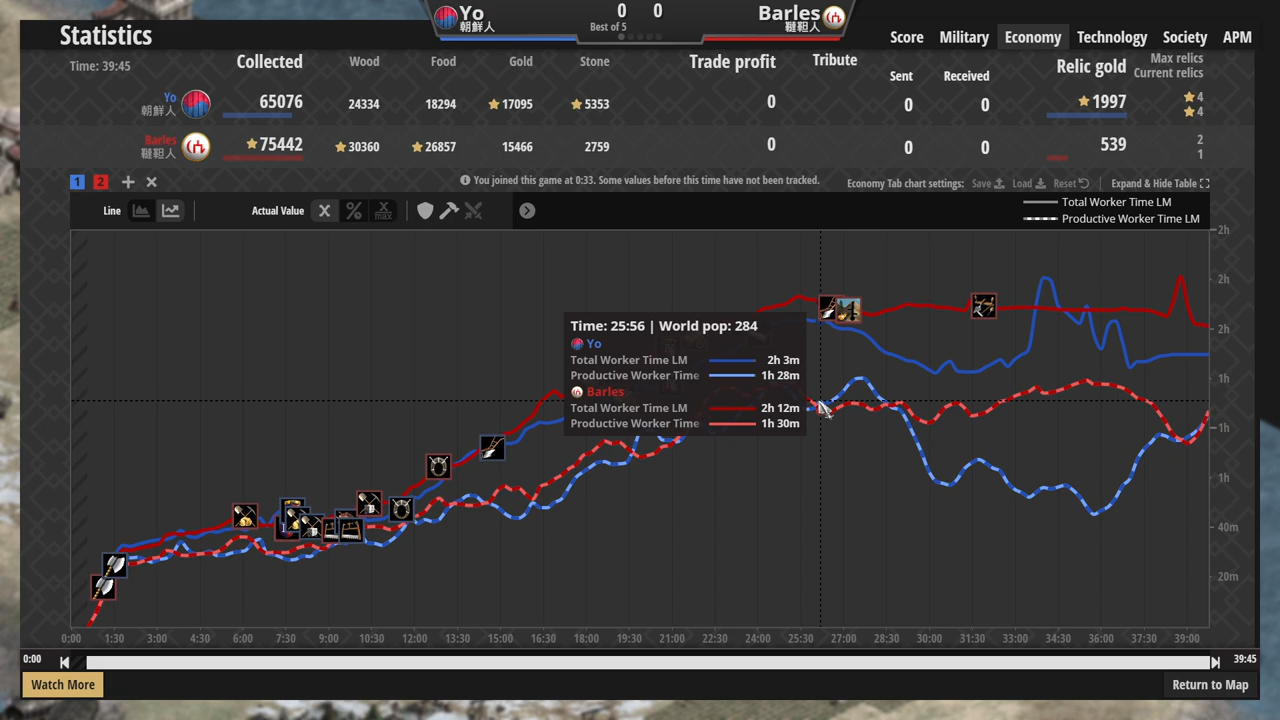 Yo 0 0 Barles
朝鮮人 Best of 5 韃靼人
Statistics
Score Military Economy Technology Society APM
Time: 39:45 Collected Wood Food Gold Stone Trade profit Tribute Sent Received Relic gold Max relics
Current relics
Yo
朝鮮人 65076 24334 18294 17095 5353 0 0 0 1997 4
4
Barles
韃靼人 75442 30360 26857 15466 2759 0 0 0 539 2
1
1 2 You joined this game at 0:33. Some values before this time have not been tracked. Economy Tab chart settings: Save Load Reset Expand & Hide Table
Line Actual Value X % X max
Total Worker Time LM
Productive Worker Time LM
2h
2h
2h
1h
1h
1h
40m
20m
Time: 25:56 | World pop: 284
Yo
Total Worker Time LM 2h 3m
Productive Worker Time 1h 28m
Barles
Total Worker Time LM 2h 12m
Productive Worker Time 1h 30m
0:00 1:30 3:00 4:30 6:00 7:30 9:00 10:30 12:00 13:30 15:00 16:30 18:00 19:30 21:00 22:30 24:00 25:30 27:00 28:30 30:00 31:30 33:00 34:30 36:00 37:30 39:00
0:00 39:45
Watch More Return to Map